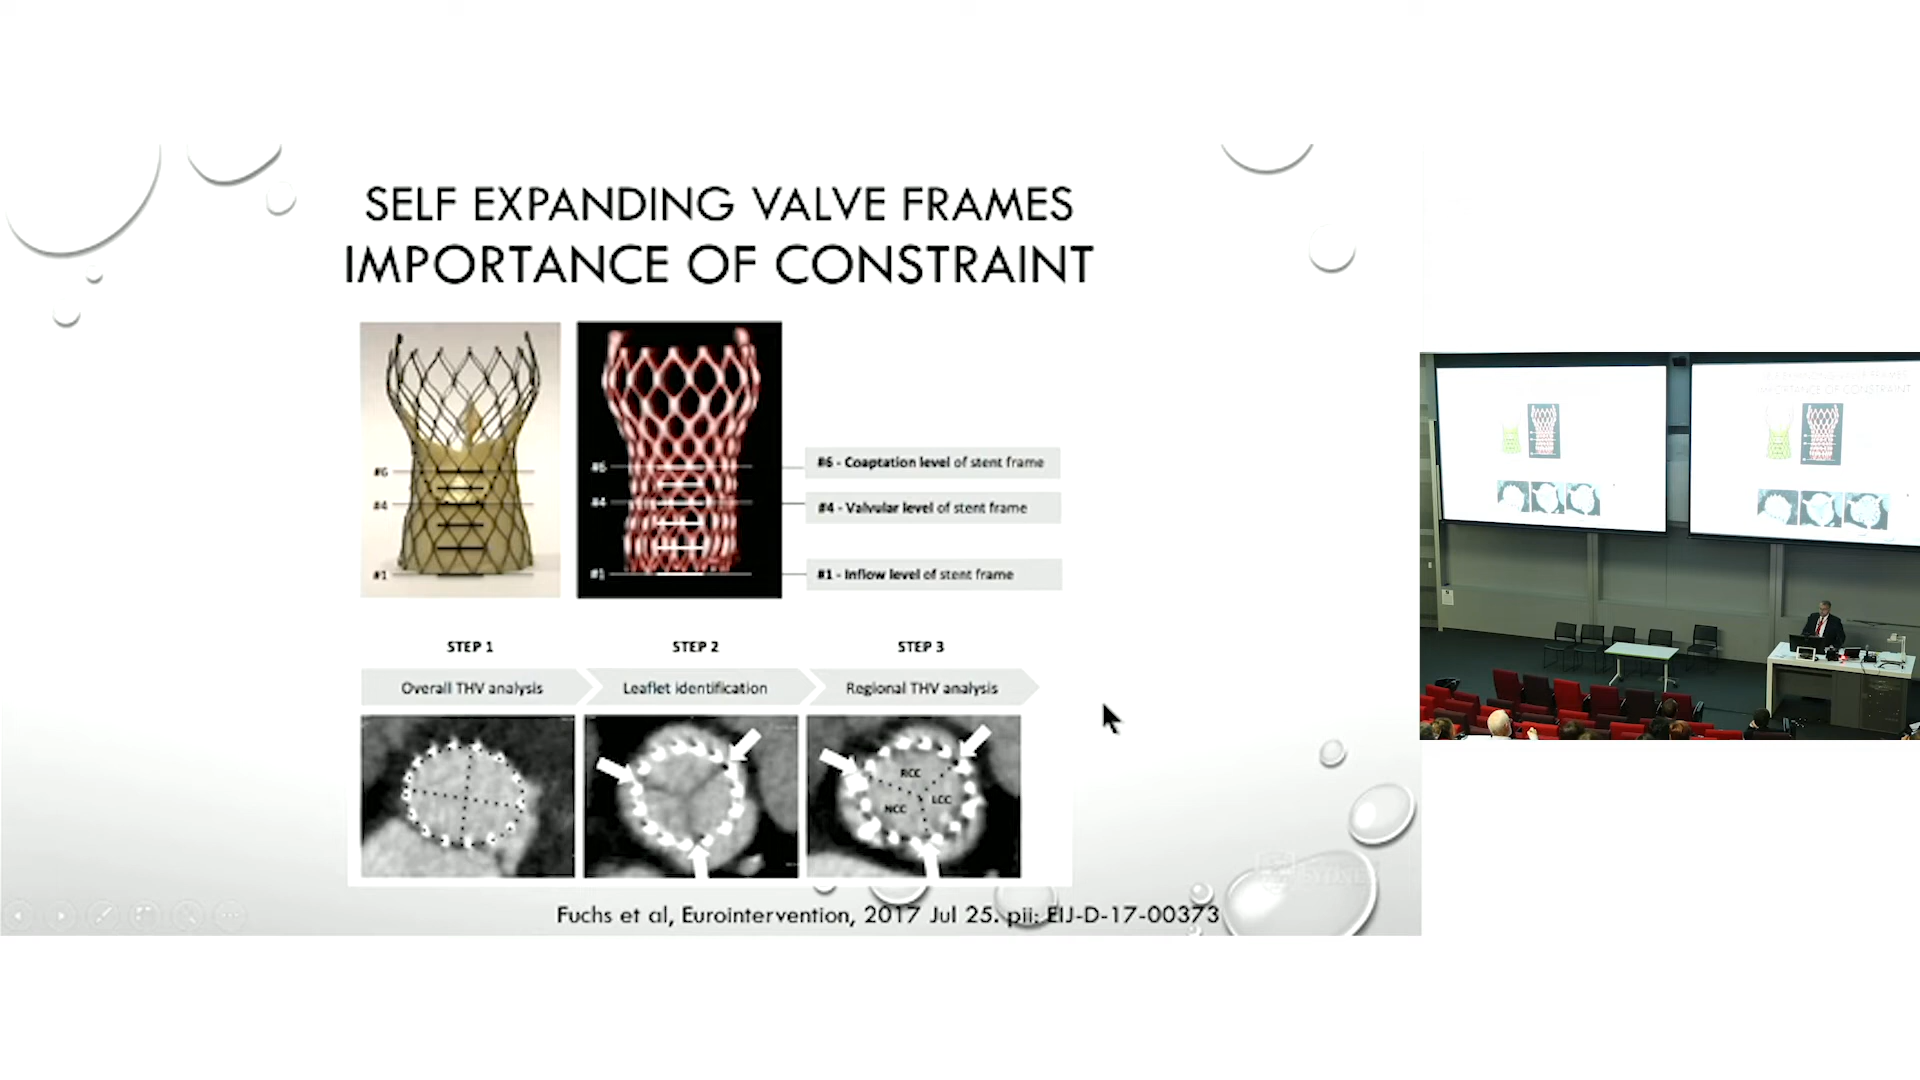 SELF EXPANDING VALVE FRAMES
IMPORTANCE OF CONSTRAINT
#6
#4
#1
#6
#4
#1
#6 - Coaptation level of stent frame
#4 - Valvular level of stent frame
#1 - Inflow level of stent frame
STEP 1
STEP 2
STEP 3
Overall THV analysis
Leaflet identification
Regional THV analysis
RCC
NCC
LCC
Fuchs et al, Eurointervention, 2017 Jul 25. pii: EIJ-D-17-00373
IMPORTANCE OF CONSTRAINT